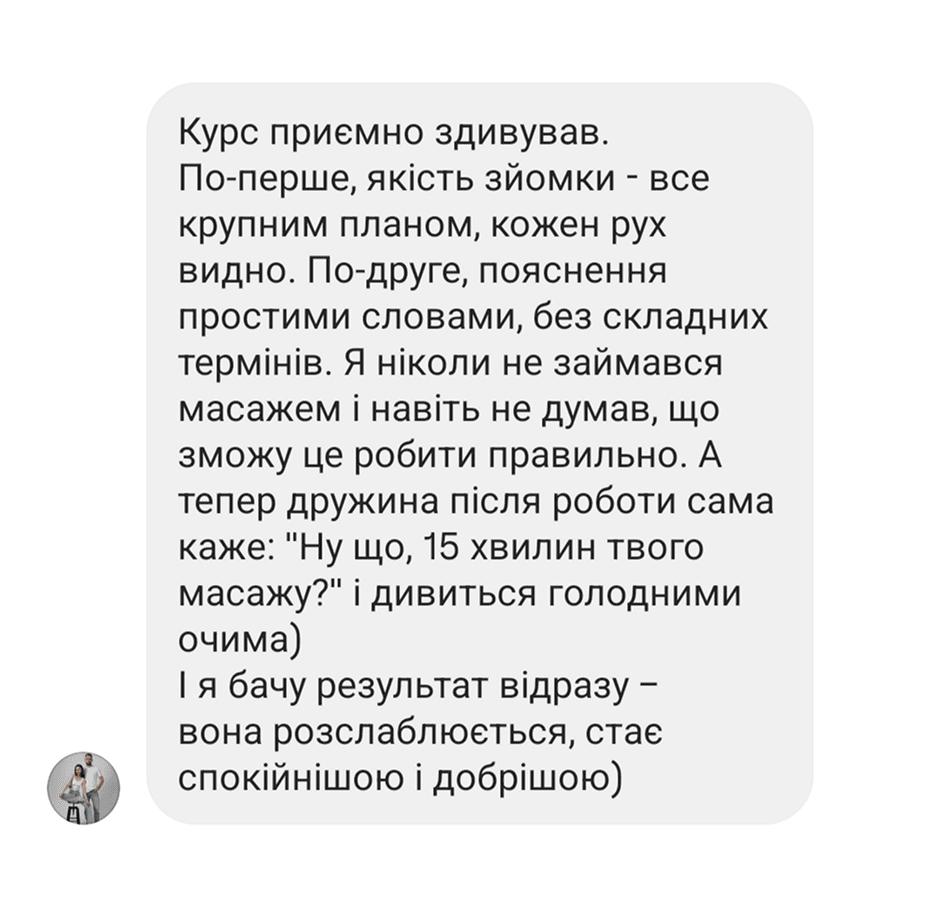 Курс приємно здивував.
По-перше, якість зйомки - все
крупним планом, кожен рух
видно. По-друге, пояснення
простими словами, без складних
термінів. Я ніколи не займався
масажем і навіть не думав, що
зможу це робити правильно. А
тепер дружина після роботи сама
каже: "Ну що, 15 хвилин твого
масажу?" і дивиться голодними
очима)
І я бачу результат відразу –
вона розслаблюється, стає
спокійнішою і добрішою)